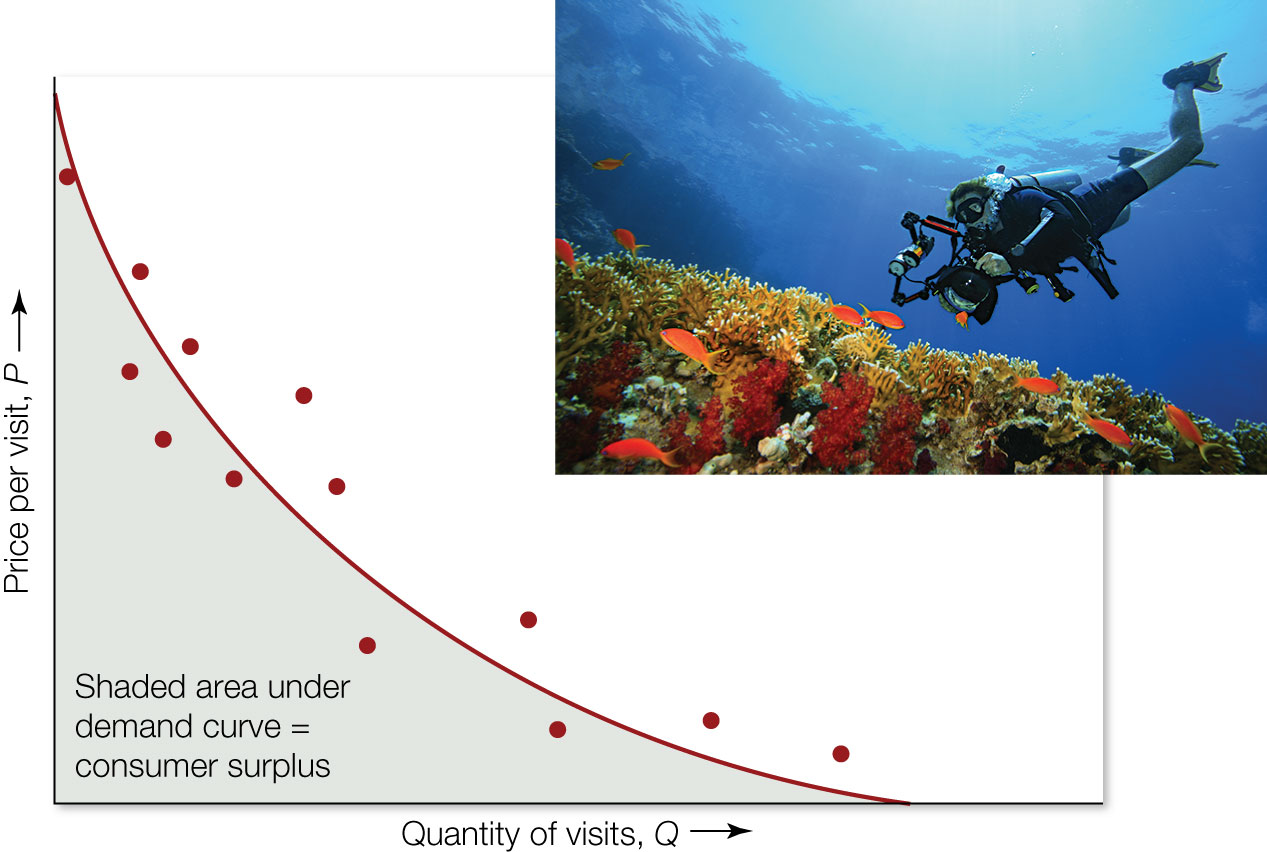 Price per visit, P
Shaded area under
demand curve =
consumer surplus
Quantity of visits, Q